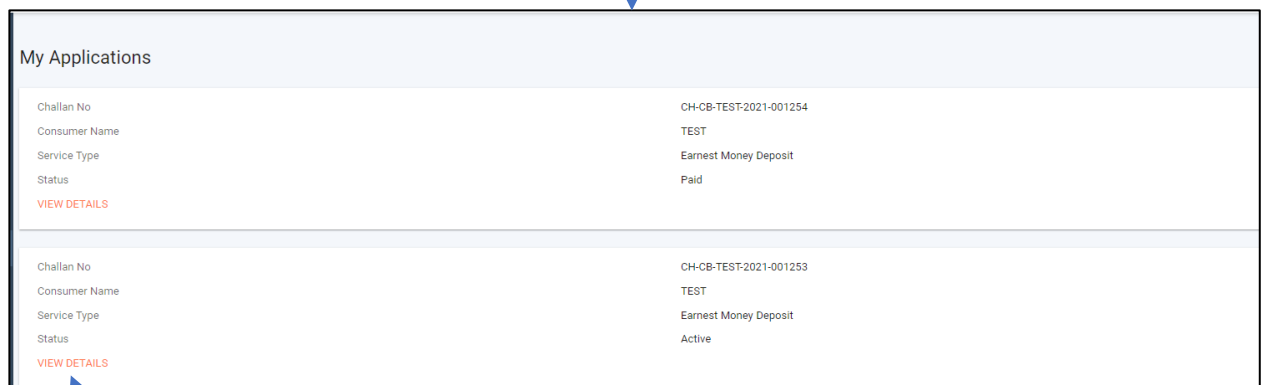 My Applications
Challan No CH-CB-TEST-2021-001254
Consumer Name TEST
Service Type Earnest Money Deposit
Status Paid
VIEW DETAILS
Challan No CH-CB-TEST-2021-001253
Consumer Name TEST
Service Type Earnest Money Deposit
Status Active
VIEW DETAILS